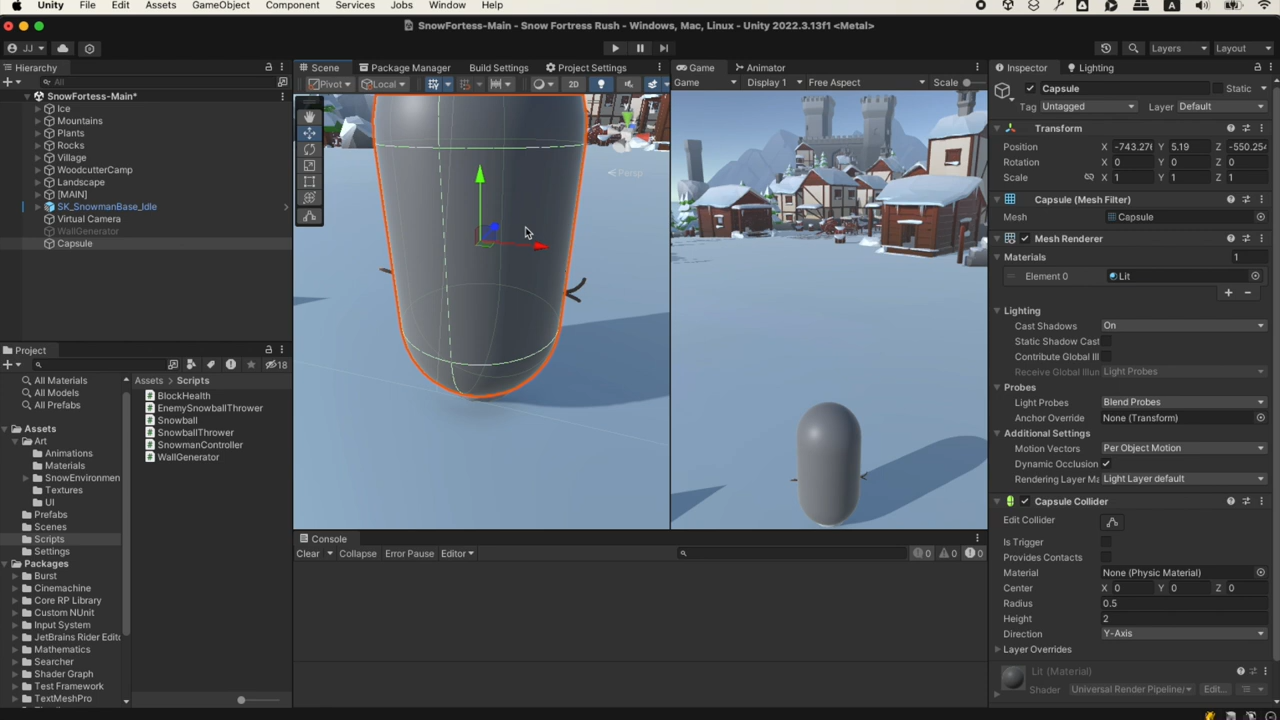 Unity File Edit Assets GameObject Component Services Jobs Window Help
SnowFortess-Main - Snow Fortress Rush - Windows, Mac, Linux - Unity 2022.3.13f1 <Metal>
JJ
Layers
Layout
Hierarchy
All
SnowFortess-Main*
Ice
Mountains
Plants
Rocks
Village
WoodcutterCamp
Landscape
[MAIN]
SK_SnowmanBase_Idle
Virtual Camera
WallGenerator
Capsule
Scene Package Manager Build Settings Project Settings
Pivot Local 2D
Persp
Game Animator
Game Display 1 Free Aspect Scale
Project
18
All Materials
All Models
All Prefabs
Assets
Art
Animations
Materials
SnowEnvironmen
Textures
UI
Prefabs
Scenes
Scripts
Settings
Packages
Burst
Cinemachine
Core RP Library
Custom NUnit
Input System
JetBrains Rider Edito
Mathematics
Searcher
Shader Graph
Test Framework
TextMeshPro
Assets > Scripts
BlockHealth
EnemySnowballThrower
Snowball
SnowballThrower
SnowmanController
WallGenerator
Console
Clear Collapse Error Pause Editor
0 0 0
Inspector Lighting
Capsule Static
Tag Untagged Layer Default
Transform
Position X -743.276 Y 5.19 Z -550.254
Rotation X 0 Y 0 Z 0
Scale X 1 Y 1 Z 1
Capsule (Mesh Filter)
Mesh Capsule
Mesh Renderer
Materials 1
Element 0 Lit
Lighting
Cast Shadows On
Static Shadow Cast
Contribute Global Ill
Receive Global Illun Light Probes
Probes
Light Probes Blend Probes
Anchor Override None (Transform)
Additional Settings
Motion Vectors Per Object Motion
Dynamic Occlusion
Rendering Layer Ma Light Layer default
Capsule Collider
Edit Collider
Is Trigger
Provides Contacts
Material None (Physic Material)
Center X 0 Y 0 Z 0
Radius 0.5
Height 2
Direction Y-Axis
Layer Overrides
Lit (Material)
Shader Universal Render Pipeline/ Edit...